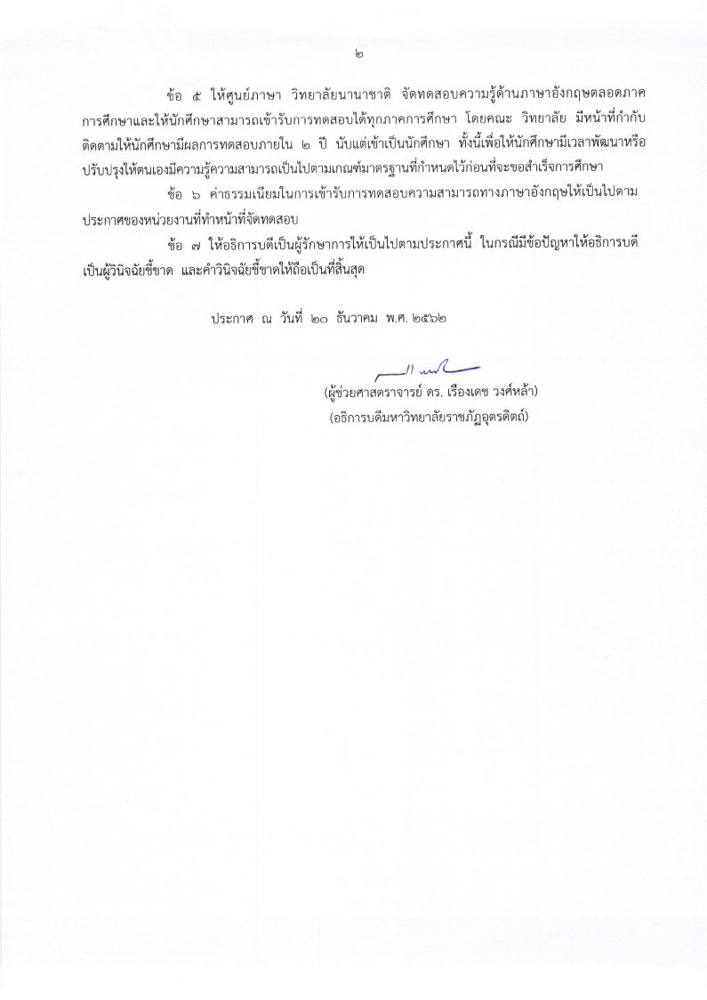 ๒
ข้อ ๕ ให้ศูนย์ภาษา วิทยาลัยนานาชาติ จัดทดสอบความรู้ด้านภาษาอังกฤษตลอดภาค
การศึกษาและให้นักศึกษาสามารถเข้ารับการทดสอบได้ทุกภาคการศึกษา โดยคณะ วิทยาลัย มีหน้าที่กำกับ
ติดตามให้นักศึกษามีผลการทดสอบภายใน ๒ ปี นับแต่เข้าเป็นนักศึกษา ทั้งนี้เพื่อให้นักศึกษามีเวลาพัฒนาหรือ
ปรับปรุงให้ตนเองมีความรู้ความสามารถเป็นไปตามเกณฑ์มาตรฐานที่กำหนดไว้ก่อนที่จะขอสำเร็จการศึกษา
ข้อ ๖ ค่าธรรมเนียมในการเข้ารับการทดสอบความสามารถทางภาษาอังกฤษให้เป็นไปตาม
ประกาศของหน่วยงานที่ทำหน้าที่จัดทดสอบ
ข้อ ๗ ให้อธิการบดีเป็นผู้รักษาการให้เป็นไปตามประกาศนี้ ในกรณีมีข้อปัญหาให้อธิการบดี
เป็นผู้วินิจฉัยชี้ขาด และคำวินิจฉัยชี้ขาดให้ถือเป็นที่สิ้นสุด
ประกาศ ณ วันที่ ๒๐ ธันวาคม พ.ศ. ๒๕๖๒
(ผู้ช่วยศาสตราจารย์ ดร. เรืองเดช วงศ์หล้า)
(อธิการบดีมหาวิทยาลัยราชภัฏอุตรดิตถ์)